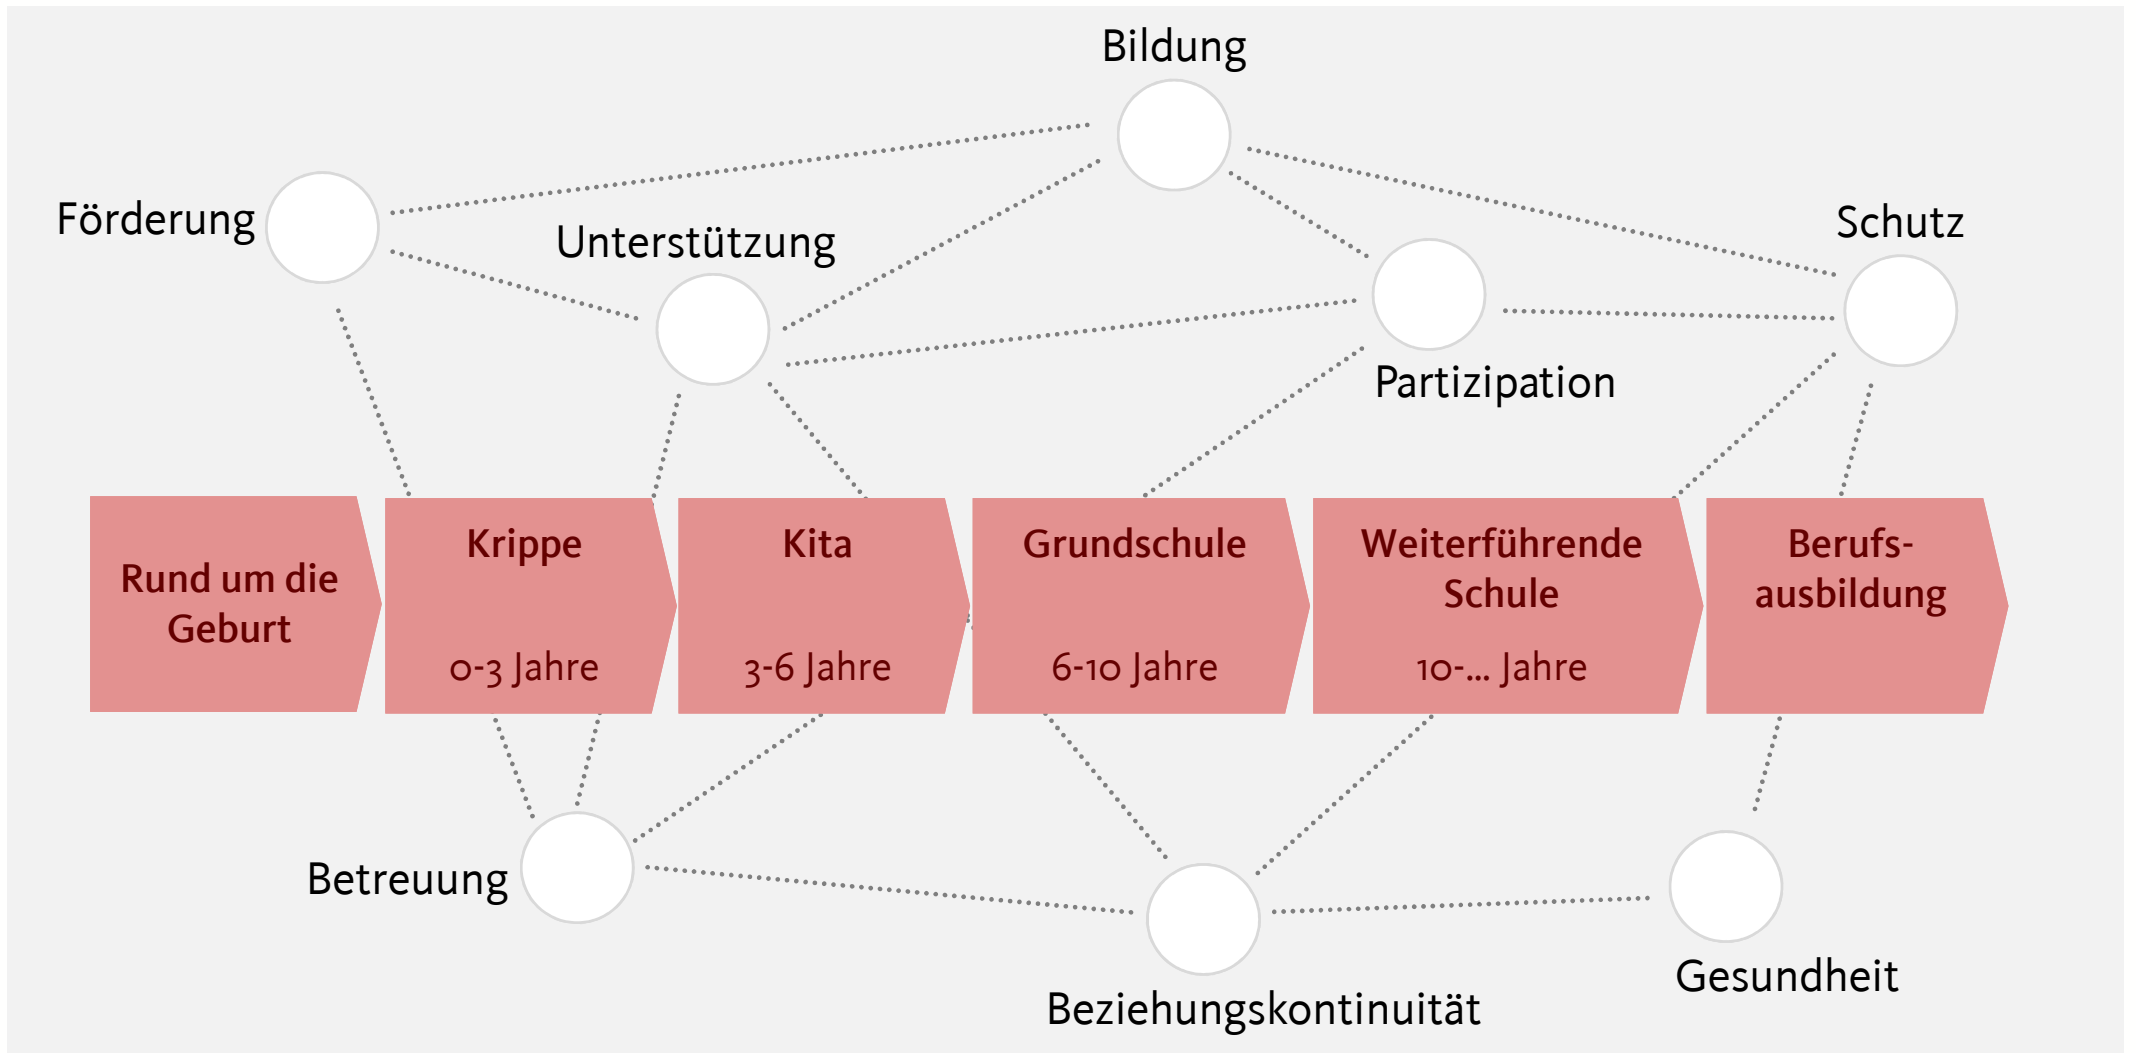 Bildung
Förderung
Unterstützung
Schutz
Partizipation
Rund um die
Geburt
Krippe
0-3 Jahre
Kita
3-6 Jahre
Grundschule
6-10 Jahre
Weiterführende
Schule
10-... Jahre
Berufs-
ausbildung
Betreuung
Beziehungskontinuität
Gesundheit